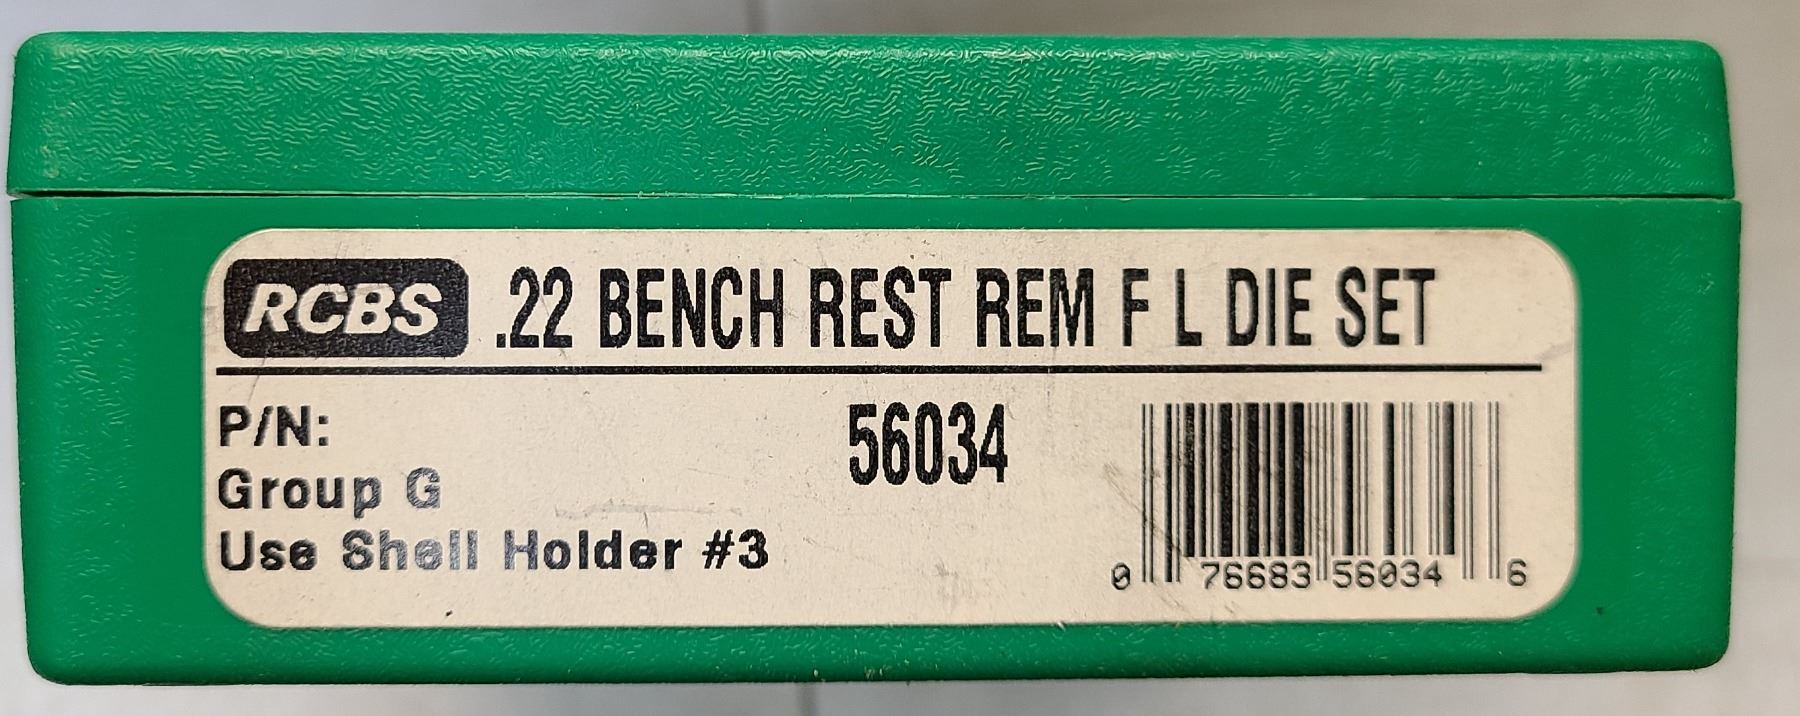 RCBS .22 BENCH REST REM F L DIE SET
P/N: 56034
Group G
Use Shell Holder #3
0 76683 56034 6